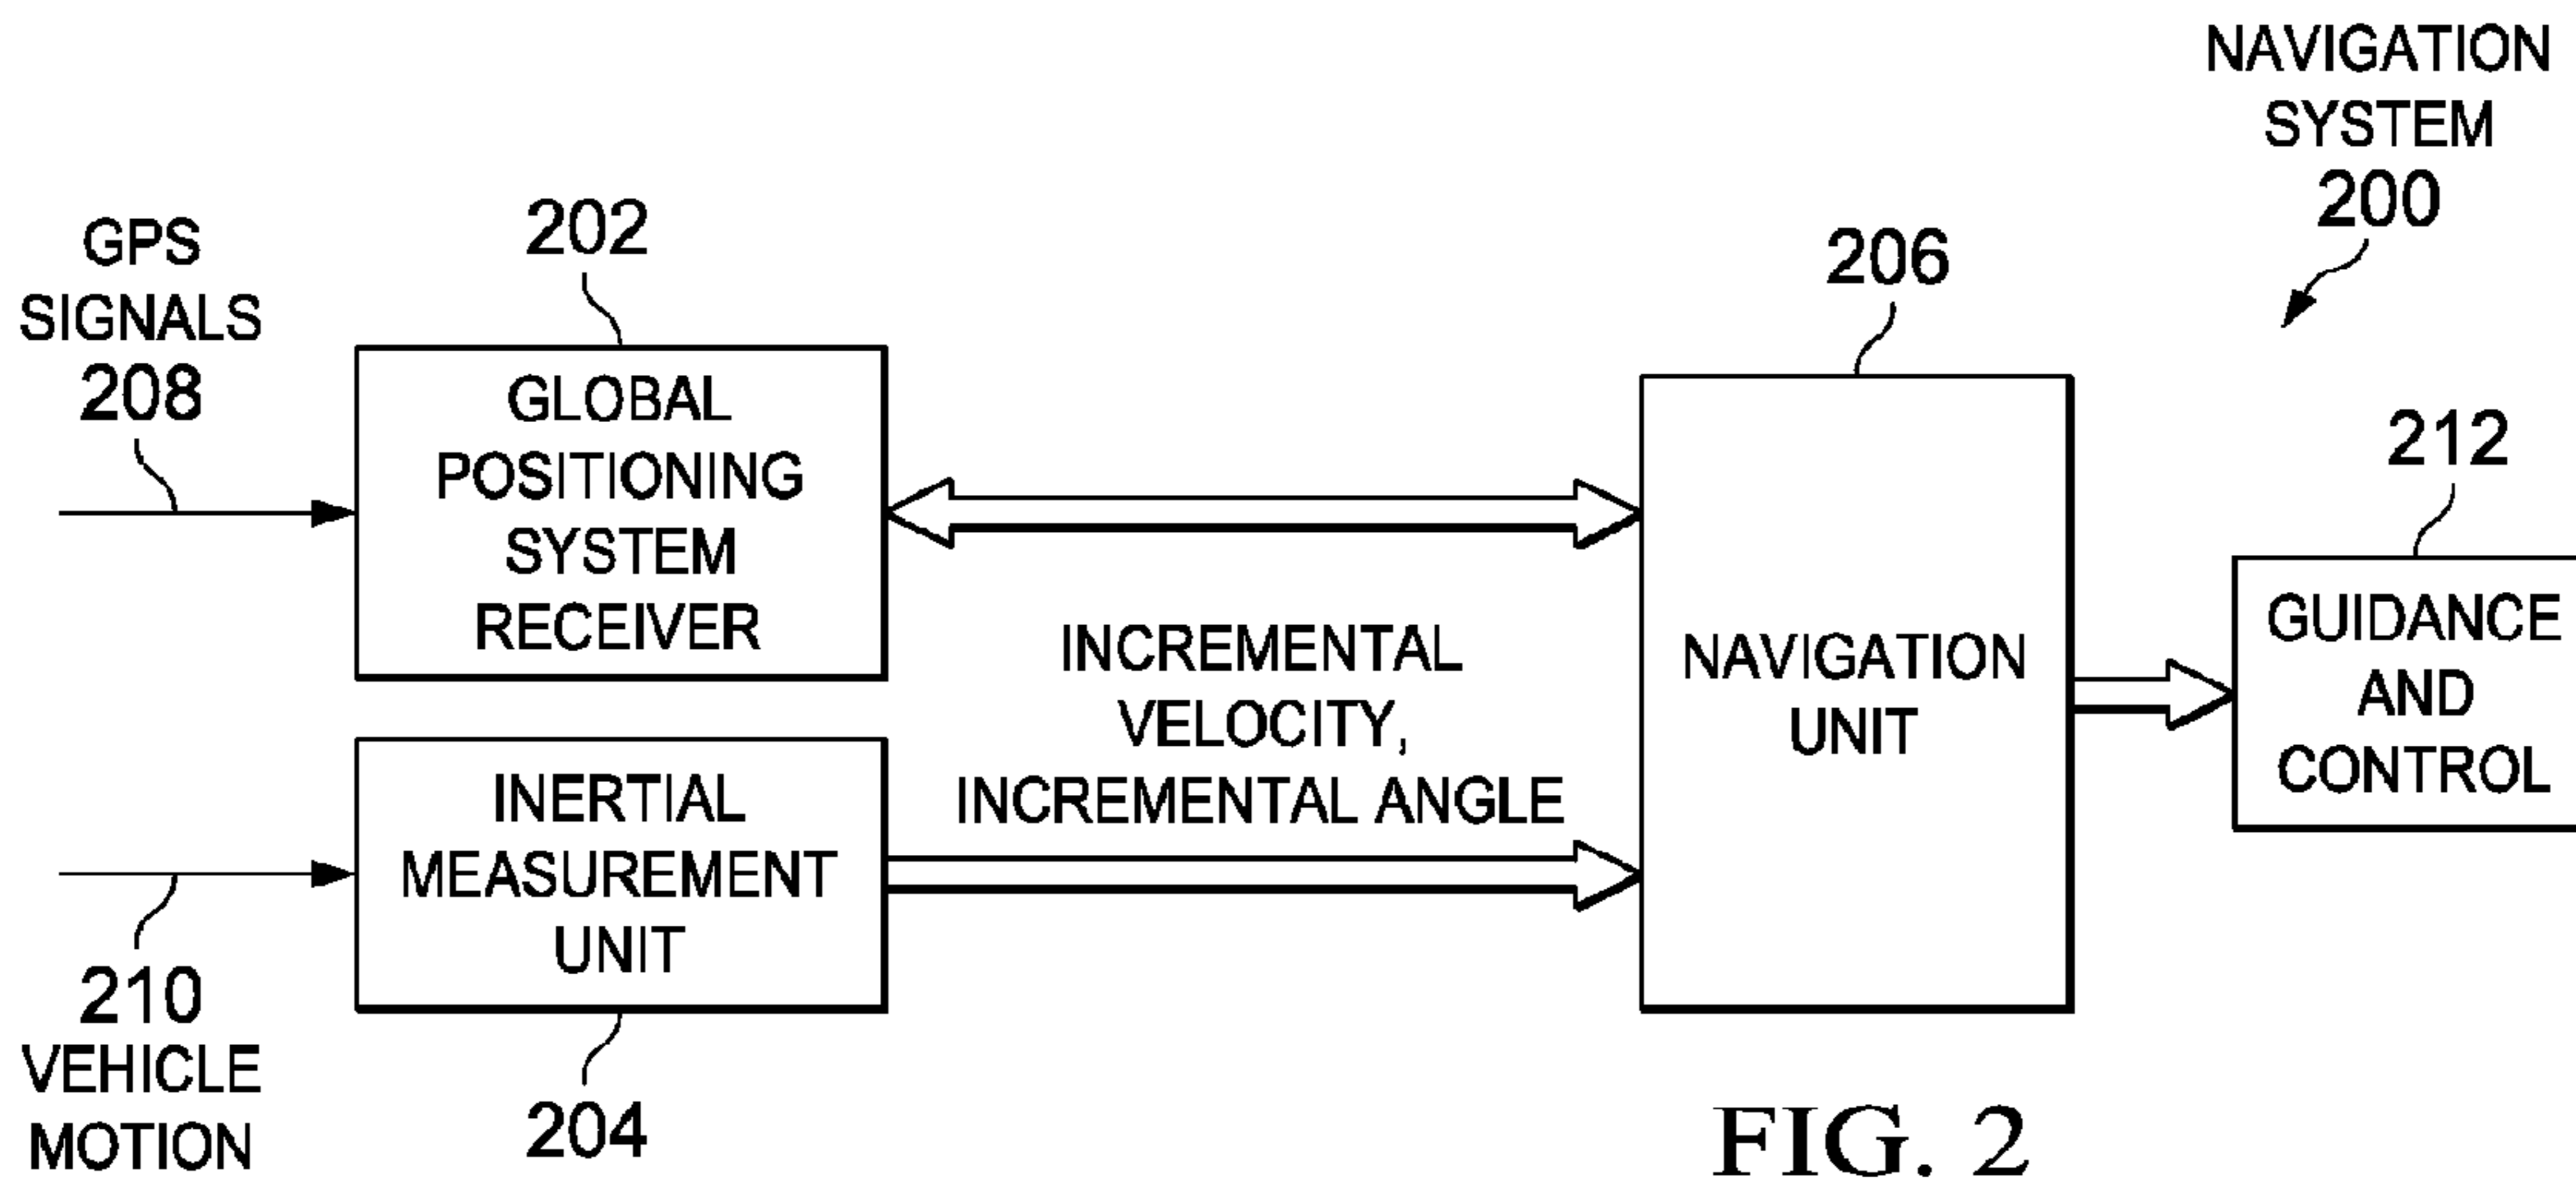 NAVIGATION
SYSTEM
200
GPS
SIGNALS
208
202
GLOBAL
POSITIONING
SYSTEM
RECEIVER
206
NAVIGATION
UNIT
212
GUIDANCE
AND
CONTROL
INCREMENTAL
VELOCITY,
INCREMENTAL ANGLE
INERTIAL
MEASUREMENT
UNIT
204
210
VEHICLE
MOTION
FIG. 2